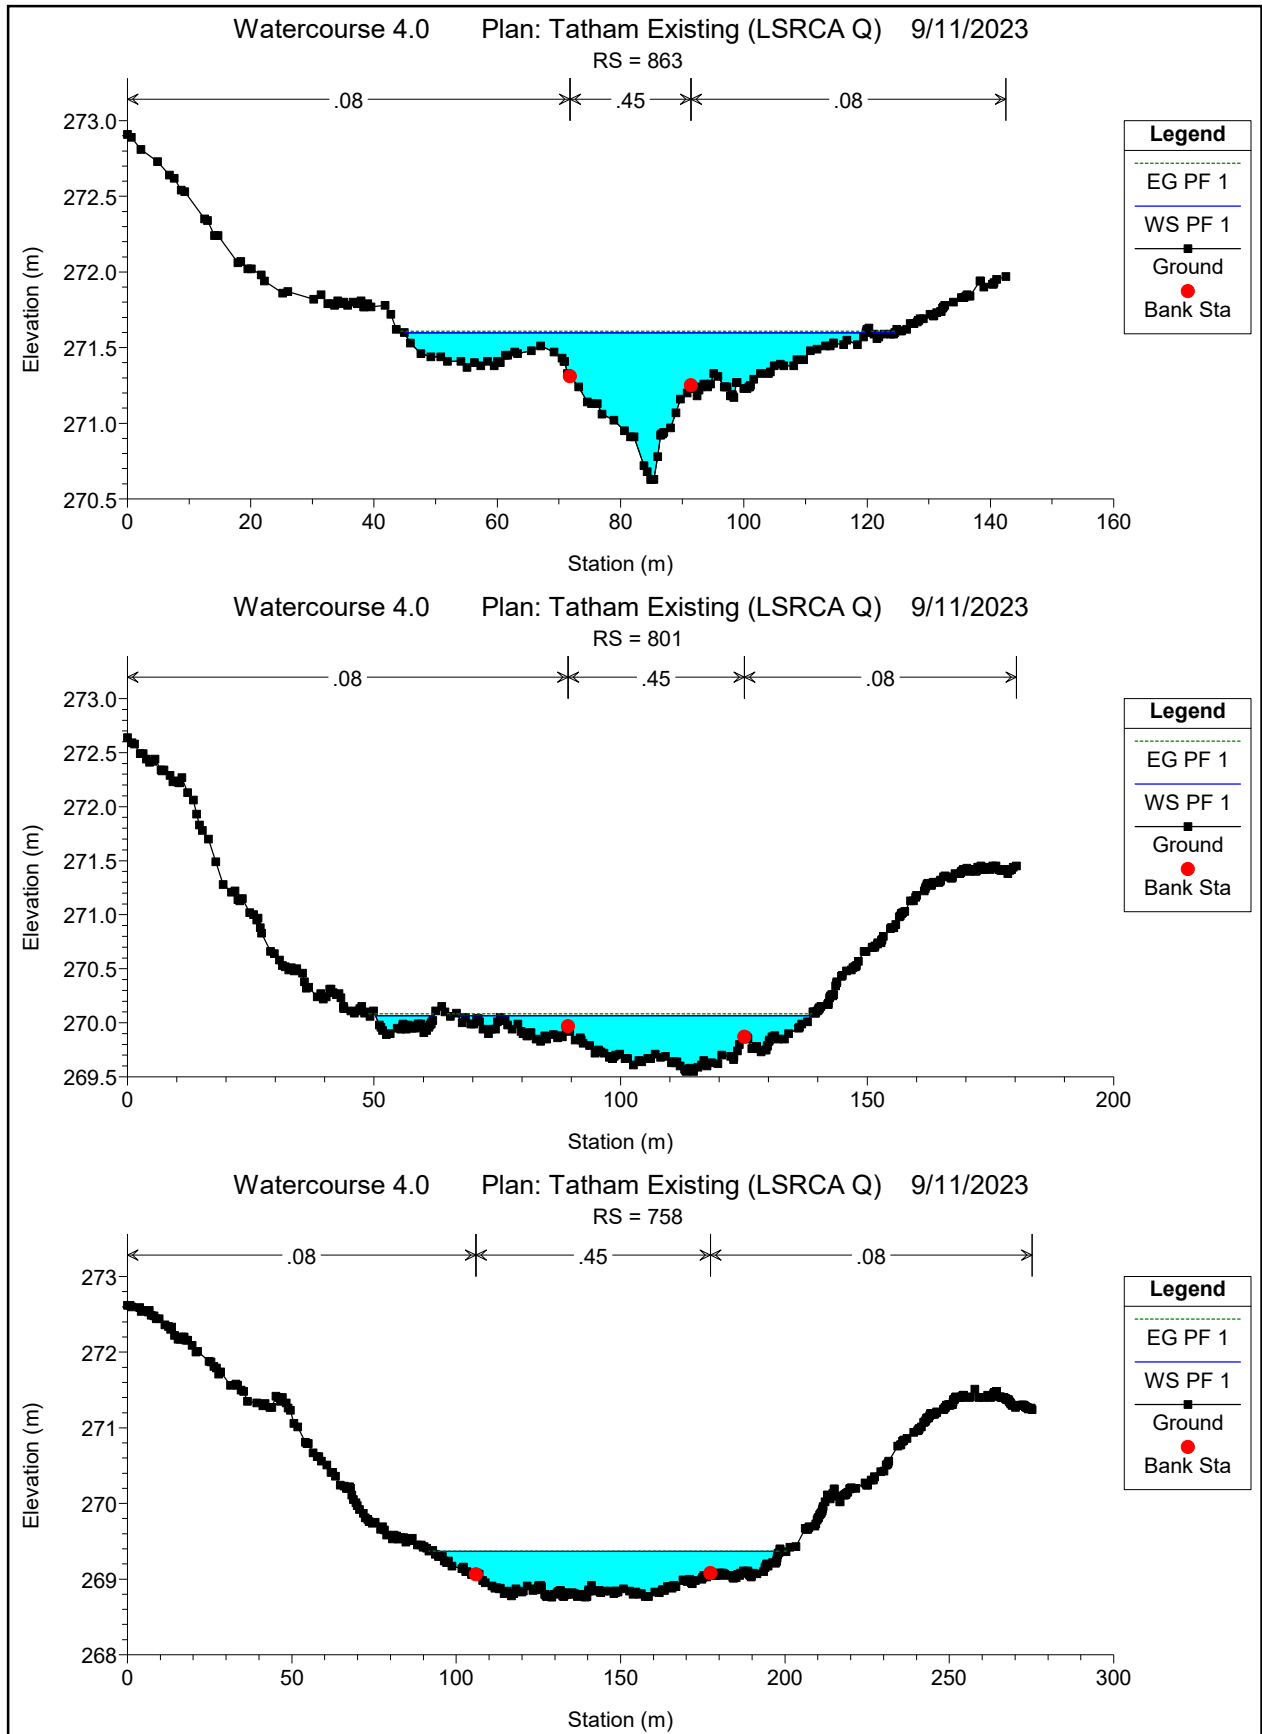 Watercourse 4.0 Plan: Tatham Existing (LSRCA Q) 9/11/2023
RS = 863
.08 .45 .08
273.0
272.5
272.0
271.5
271.0
270.5
Elevation (m)
0 20 40 60 80 100 120 140 160
Station (m)
Legend
EG PF 1
WS PF 1
Ground
Bank Sta
Watercourse 4.0 Plan: Tatham Existing (LSRCA Q) 9/11/2023
RS = 801
.08 .45 .08
273.0
272.5
272.0
271.5
271.0
270.5
270.0
269.5
Elevation (m)
0 50 100 150 200
Station (m)
Legend
EG PF 1
WS PF 1
Ground
Bank Sta
Watercourse 4.0 Plan: Tatham Existing (LSRCA Q) 9/11/2023
RS = 758
.08 .45 .08
273
272
271
270
269
268
Elevation (m)
0 50 100 150 200 250 300
Station (m)
Legend
EG PF 1
WS PF 1
Ground
Bank Sta